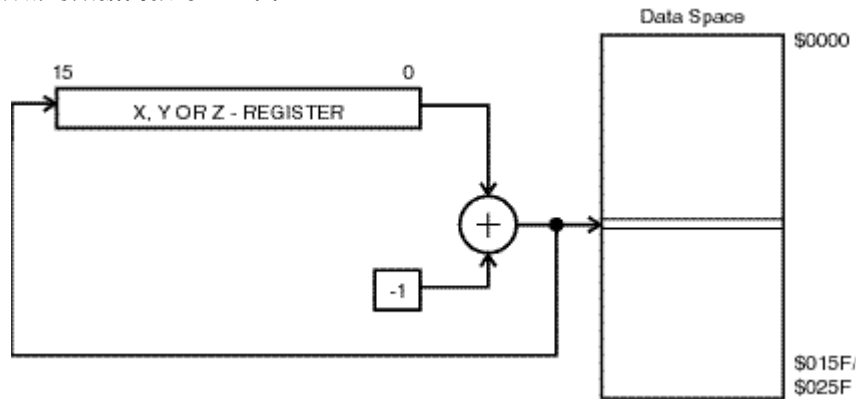 Data Space
$0000
15 0
X, Y OR Z - REGISTER
+
-1
$015F/
$025F